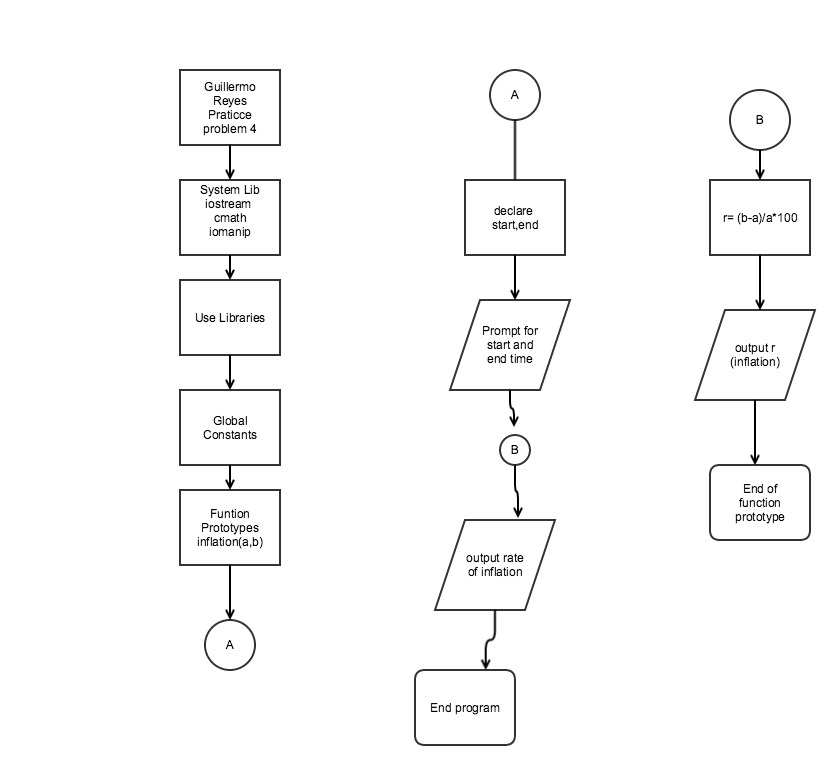 Guillermo
Reyes
Praticce
problem 4
System Lib
iostream
cmath
iomanip
Use Libraries
Global
Constants
Funtion
Prototypes
inflation(a,b)
A
A
declare
start,end
Prompt for
start and
end time
B
output rate
of inflation
End program
B
r= (b-a)/a*100
output r
(inflation)
End of
function
prototype